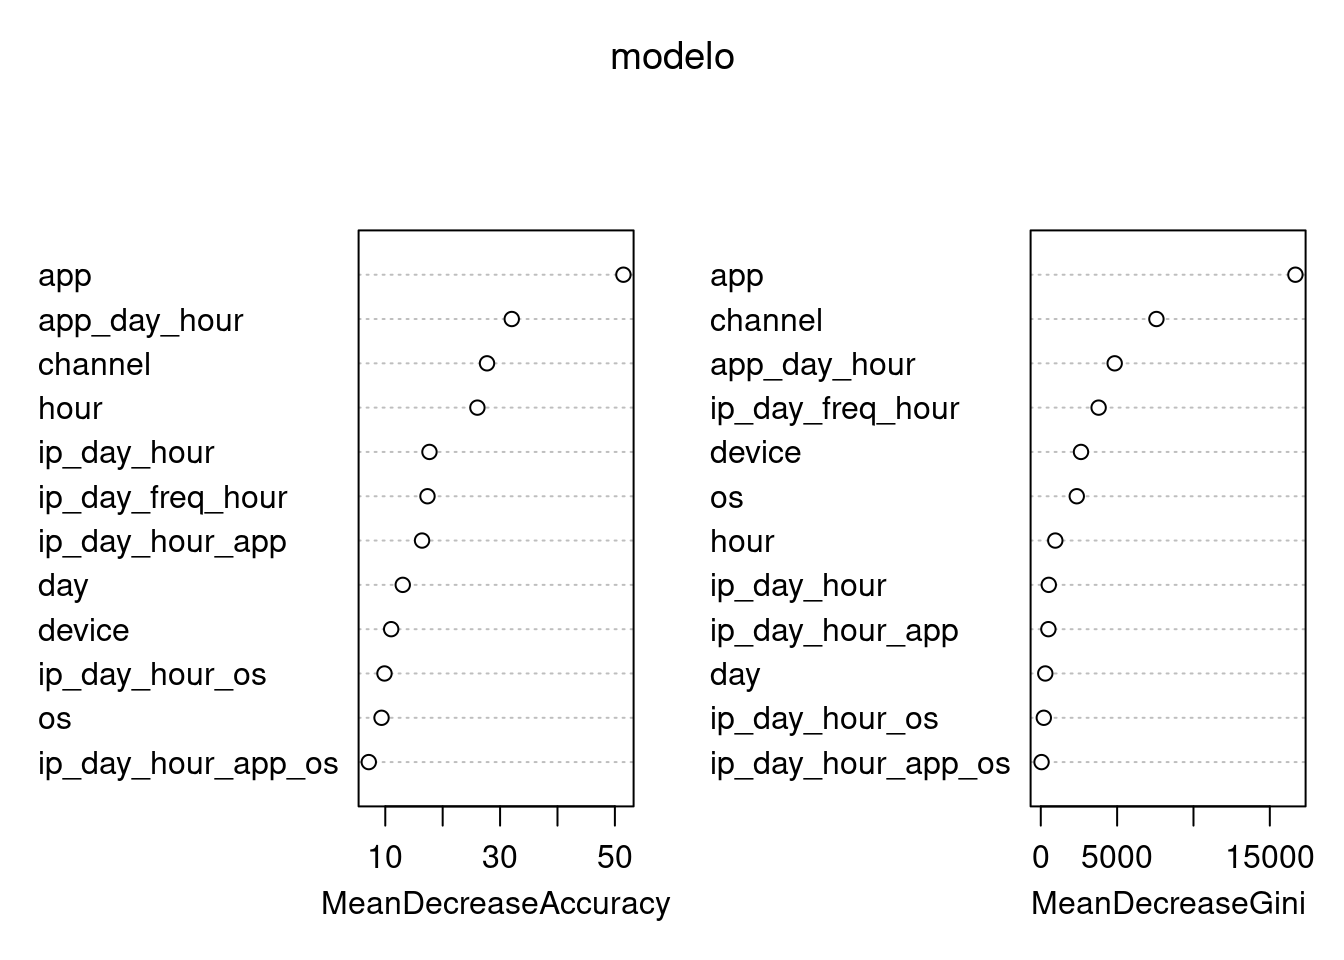 modelo
app
app_day_hour
channel
hour
ip_day_hour
ip_day_freq_hour
ip_day_hour_app
day
device
ip_day_hour_os
os
ip_day_hour_app_os
10 30 50
MeanDecreaseAccuracy
app
channel
app_day_hour
ip_day_freq_hour
device
os
hour
ip_day_hour
ip_day_hour_app
day
ip_day_hour_os
ip_day_hour_app_os
0 5000 15000
MeanDecreaseGini